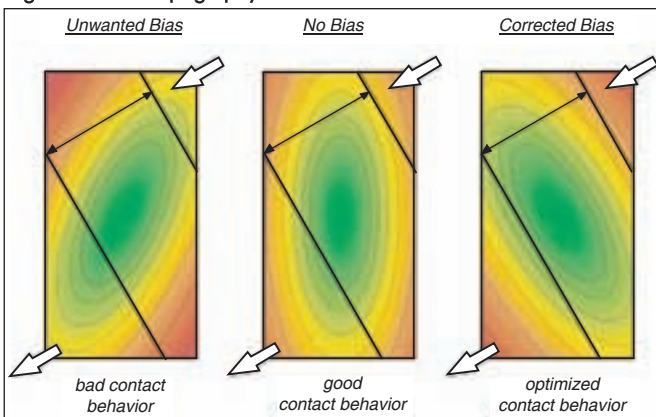 Unwanted Bias
No Bias
Corrected Bias
bad contact
behavior
good
contact behavior
optimized
contact behavior